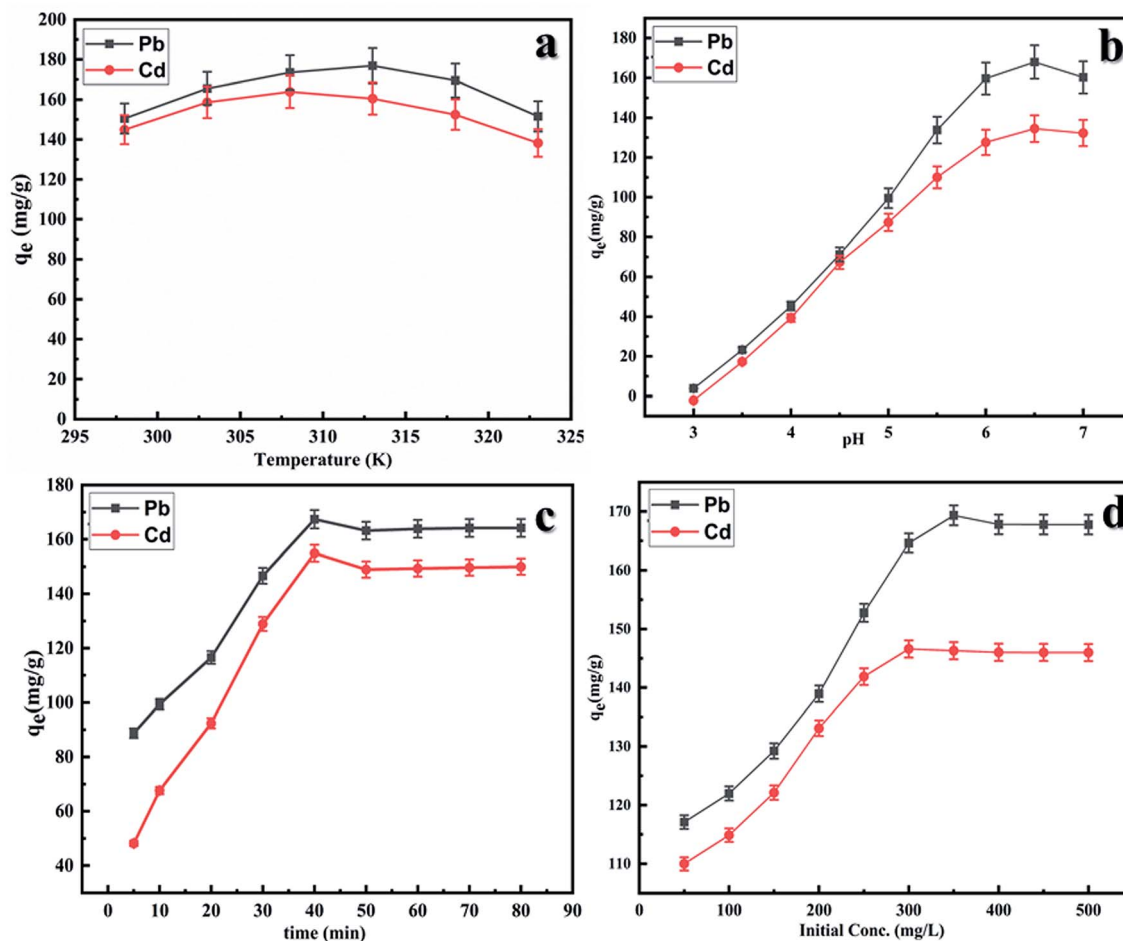 200
180
160
140
120
100
80
60
40
20
0
295 300 305 310 315 320 325
Temperature (K)
qe (mg/g)
Pb
Cd
a
180
160
140
120
100
80
60
40
20
0
3 4 5 6 7
pH
qe(mg/g)
Pb
Cd
b
180
160
140
120
100
80
60
40
0 10 20 30 40 50 60 70 80 90
time (min)
qe(mg/g)
Pb
Cd
c
170
160
150
140
130
120
110
0 100 200 300 400 500
Initial Conc. (mg/L)
qe(mg/g)
Pb
Cd
d